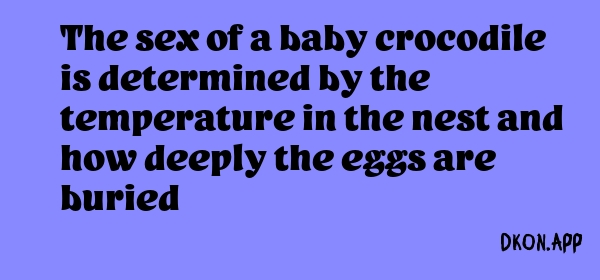 The sex of a baby crocodile
is determined by the
temperature in the nest and
how deeply the eggs are
buried
DKON.APP